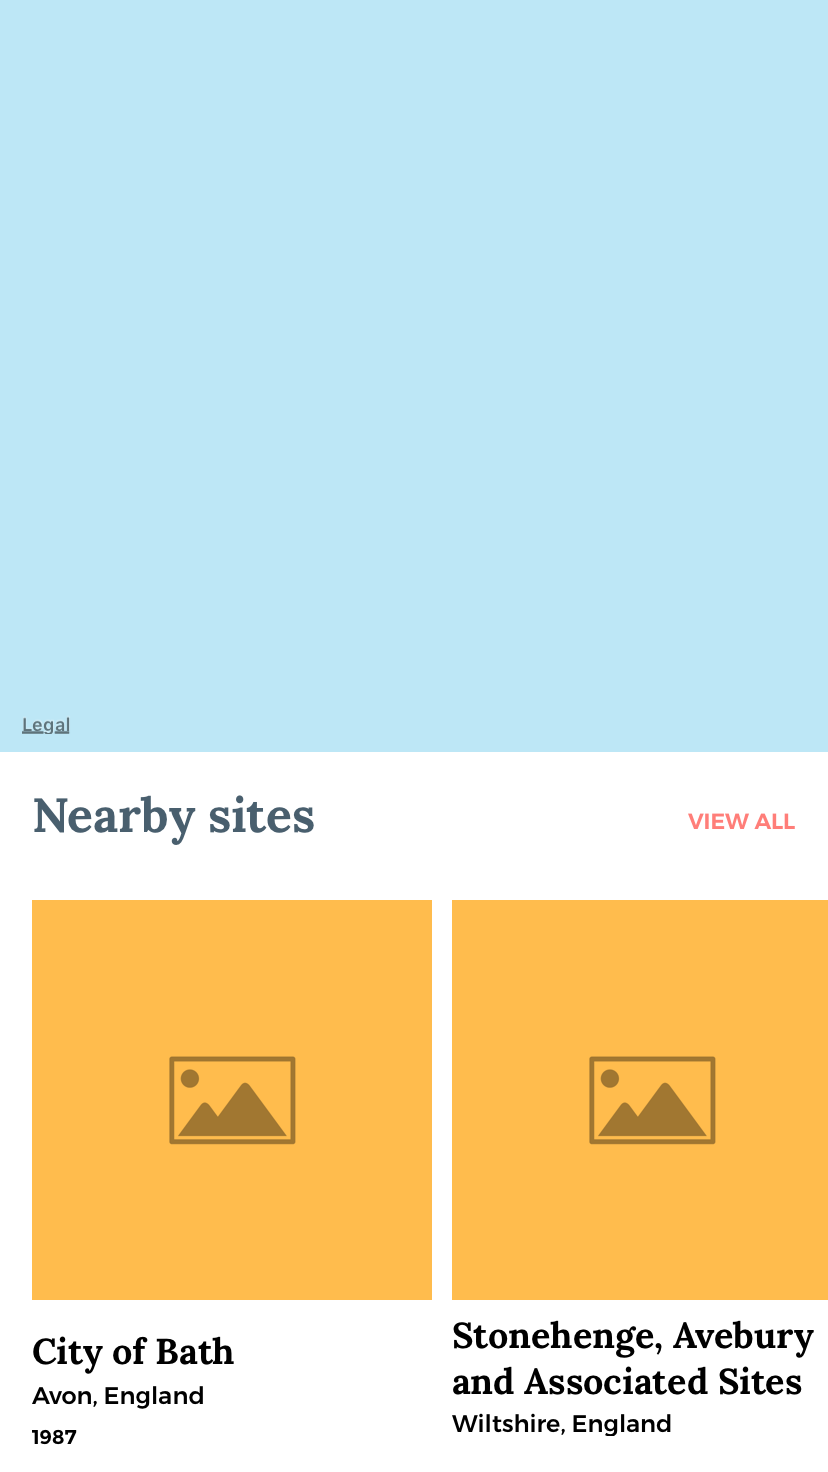 Legal
Nearby sites
VIEW ALL
City of Bath
Avon, England
1987
Stonehenge, Avebury
and Associated Sites
Wiltshire, England